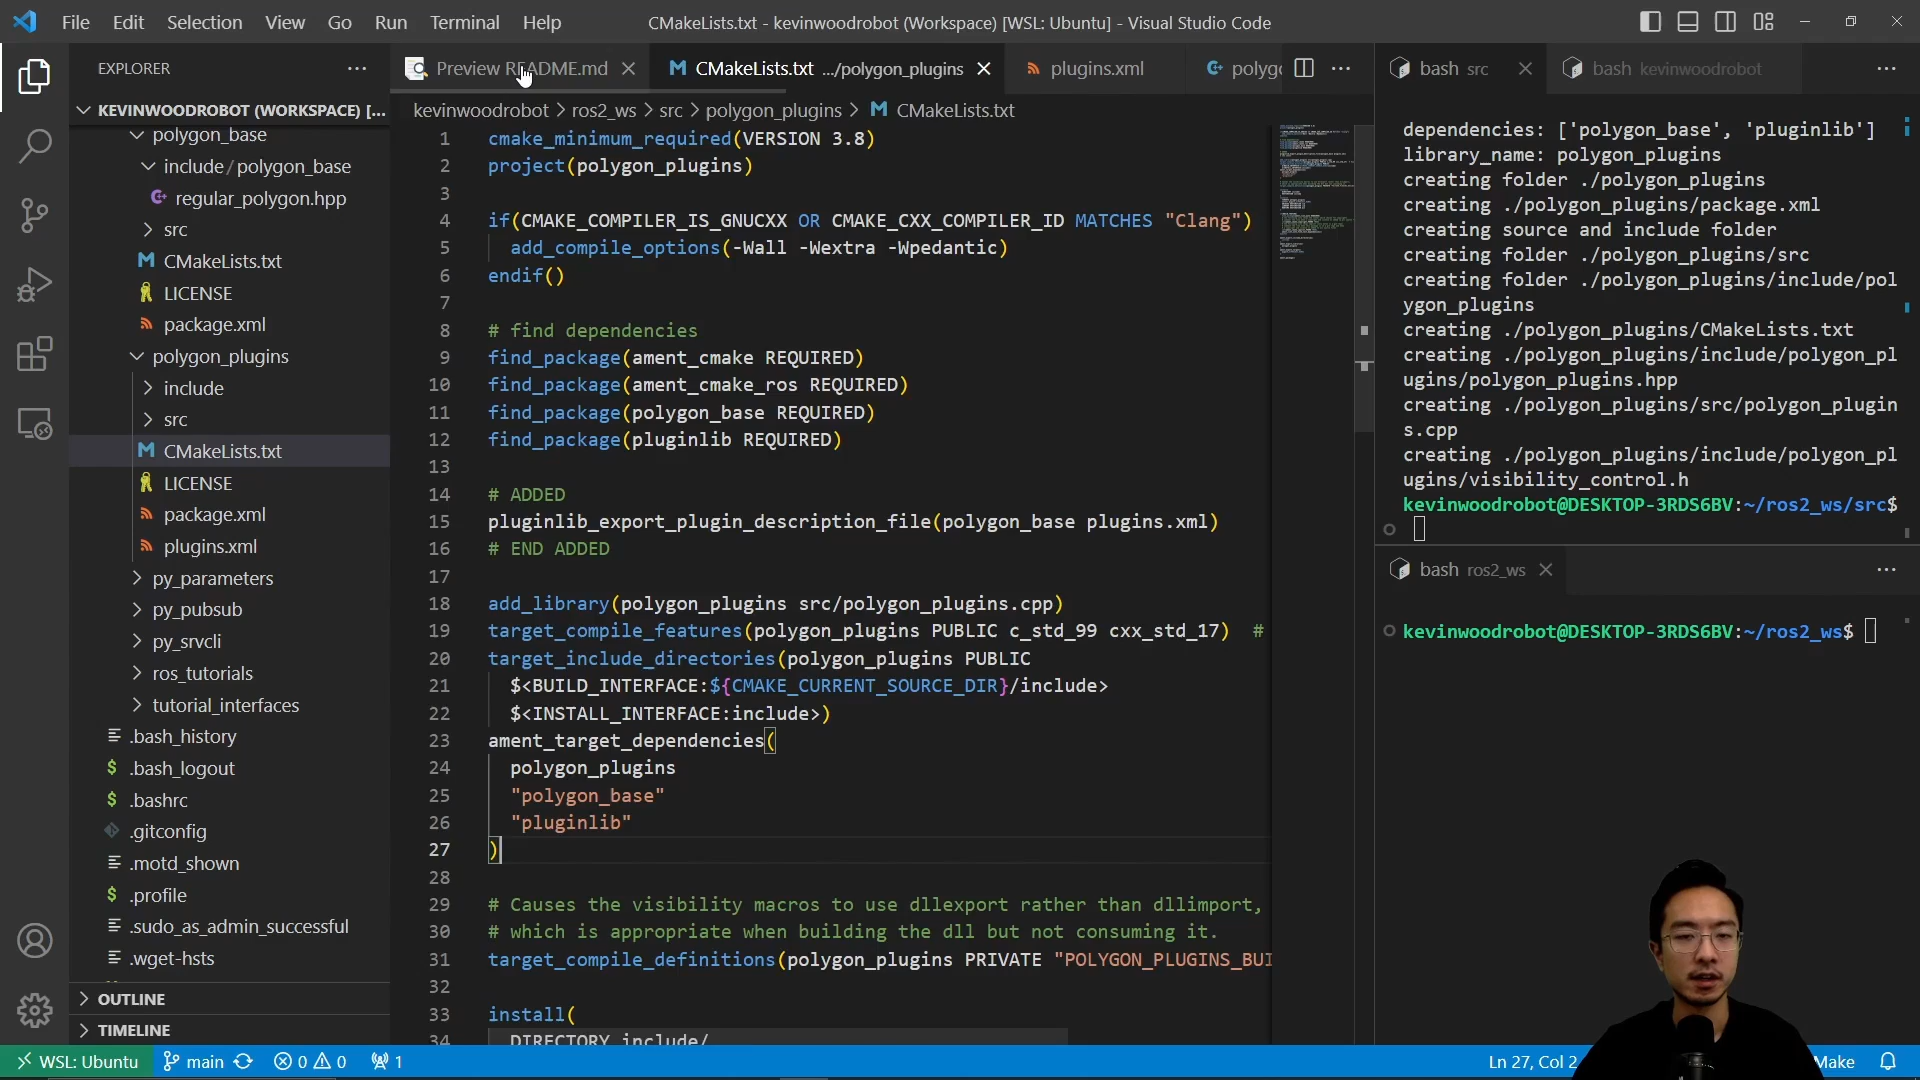 File Edit Selection View Go Run Terminal Help
CMakeLists.txt - kevinwoodrobot (Workspace) [WSL: Ubuntu] - Visual Studio Code
EXPLORER
KEVINWOODROBOT (WORKSPACE) [...
polygon_base
include/polygon_base
regular_polygon.hpp
src
CMakeLists.txt
LICENSE
package.xml
polygon_plugins
include
src
CMakeLists.txt
LICENSE
package.xml
plugins.xml
py_parameters
py_pubsub
py_srvcli
ros_tutorials
tutorial_interfaces
.bash_history
.bash_logout
.bashrc
.gitconfig
.motd_shown
.profile
.sudo_as_admin_successful
.wget-hsts
OUTLINE
TIMELINE
Preview README.md
CMakeLists.txt .../polygon_plugins
plugins.xml
polyg
kevinwoodrobot > ros2_ws > src > polygon_plugins > CMakeLists.txt
1 cmake_minimum_required(VERSION 3.8)
2 project(polygon_plugins)
3
4 if(CMAKE_COMPILER_IS_GNUCXX OR CMAKE_CXX_COMPILER_ID MATCHES "Clang")
5 add_compile_options(-Wall -Wextra -Wpedantic)
6 endif()
7
8 # find dependencies
9 find_package(ament_cmake REQUIRED)
10 find_package(ament_cmake_ros REQUIRED)
11 find_package(polygon_base REQUIRED)
12 find_package(pluginlib REQUIRED)
13
14 # ADDED
15 pluginlib_export_plugin_description_file(polygon_base plugins.xml)
16 # END ADDED
17
18 add_library(polygon_plugins src/polygon_plugins.cpp)
19 target_compile_features(polygon_plugins PUBLIC c_std_99 cxx_std_17) #
20 target_include_directories(polygon_plugins PUBLIC
21 $<BUILD_INTERFACE:${CMAKE_CURRENT_SOURCE_DIR}/include>
22 $<INSTALL_INTERFACE:include>)
23 ament_target_dependencies(
24 polygon_plugins
25 "polygon_base"
26 "pluginlib"
27 )
28
29 # Causes the visibility macros to use dllexport rather than dllimport,
30 # which is appropriate when building the dll but not consuming it.
31 target_compile_definitions(polygon_plugins PRIVATE "POLYGON_PLUGINS_BUI
32
33 install(
34 DIRECTORY include/
bash src
bash kevinwoodrobot
dependencies: ['polygon_base', 'pluginlib']
library_name: polygon_plugins
creating folder ./polygon_plugins
creating ./polygon_plugins/package.xml
creating source and include folder
creating folder ./polygon_plugins/src
creating folder ./polygon_plugins/include/pol
ygon_plugins
creating ./polygon_plugins/CMakeLists.txt
creating ./polygon_plugins/include/polygon_pl
ugins/polygon_plugins.hpp
creating ./polygon_plugins/src/polygon_plugin
s.cpp
creating ./polygon_plugins/include/polygon_pl
ugins/visibility_control.h
kevinwoodrobot@DESKTOP-3RDS6BV:~/ros2_ws/src$
bash ros2_ws
kevinwoodrobot@DESKTOP-3RDS6BV:~/ros2_ws$
WSL: Ubuntu main 0 0 1
Ln 27, Col 2
Make